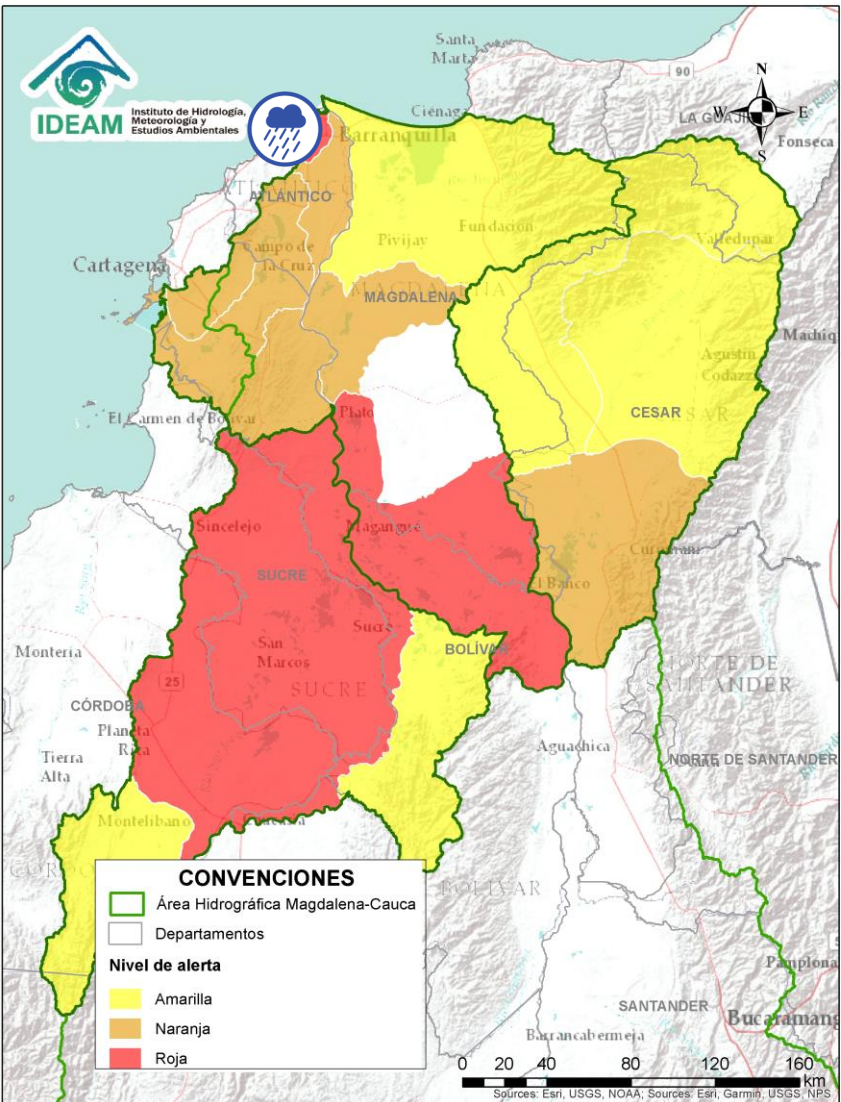 IDEAM
Instituto de Hidrología,
Meteorología y
Estudios Ambientales
Santa
Marta
90
N
W
E
S
LA GUAJI
Fonseca
Ciénaga
Barranquilla
ATLÁNTICO
Fundación
Pivijay
Valledupar
Campo de
la Cruz
Cartagena
MAGDALENA
MAGDALENA
Machiq
Agustín
Codazzi
CESAR
El Carmen de Bolívar
Plato
Sincelejo
Magangué
SUCRE
El Banco
Sucre
San
Marcos
BOLÍVAR
SUCRE
Montería
25
CÓRDOBA
Planeta
Rica
Tierra
Alta
NORTE DE
SANTANDER
Aguachica
NORTE DE SANTANDER
Montelíbano
BOLÍVAR
CONVENCIONES
Área Hidrográfica Magdalena-Cauca
Departamentos
Nivel de alerta
Amarilla
Naranja
Roja
Pamplona
SANTANDER
Bucaramang
Barrancabermeja
0 20 40 80 120 160
km
Sources: Esri, USGS, NOAA; Sources: Esri, Garmin, USGS, NPS